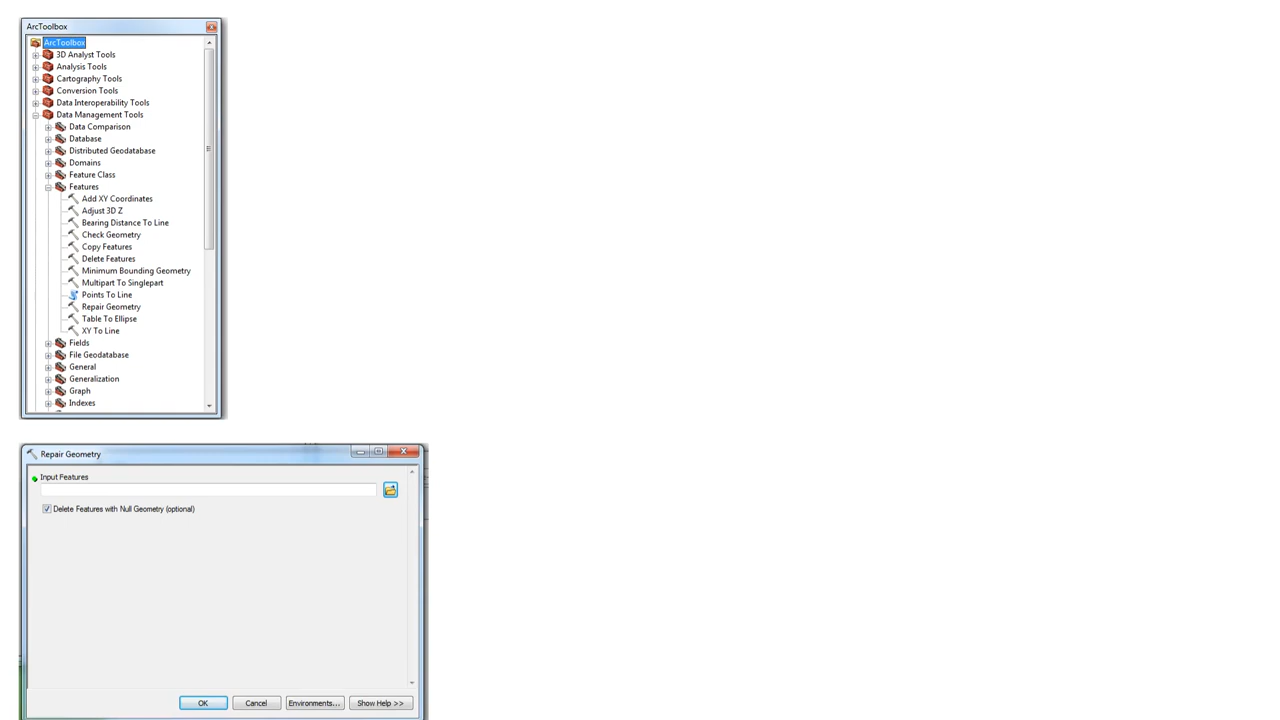 ArcToolbox
ArcToolbox
3D Analyst Tools
Analysis Tools
Cartography Tools
Conversion Tools
Data Interoperability Tools
Data Management Tools
Data Comparison
Database
Distributed Geodatabase
Domains
Feature Class
Features
Add XY Coordinates
Adjust 3D Z
Bearing Distance To Line
Check Geometry
Copy Features
Delete Features
Minimum Bounding Geometry
Multipart To Singlepart
Points To Line
Repair Geometry
Table To Ellipse
XY To Line
Fields
File Geodatabase
General
Generalization
Graph
Indexes
Repair Geometry
Input Features
Delete Features with Null Geometry (optional)
OK Cancel Environments... Show Help >>